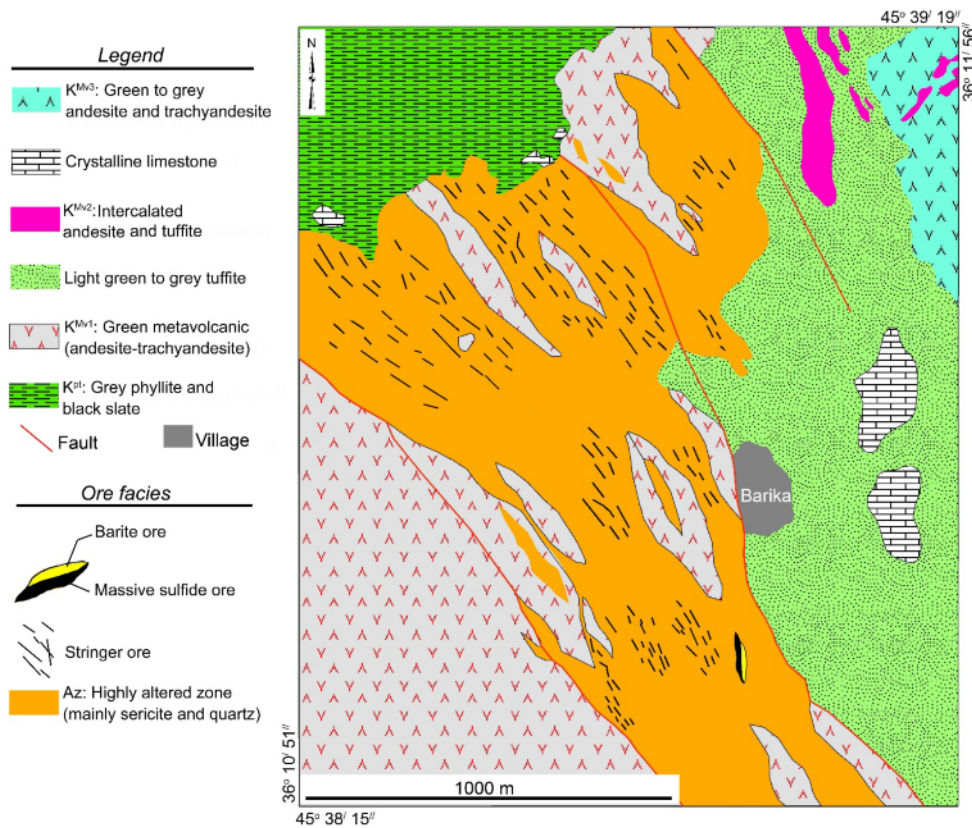 Legend
K^Mv3: Green to grey
andesite and trachyandesite
Crystalline limestone
K^Mv2:Intercalated
andesite and tuffite
Light green to grey tuffite
K^Mv1: Green metavolcanic
(andesite-trachyandesite)
K^pt: Grey phyllite and
black slate
Fault
Village
Ore facies
Barite ore
Massive sulfide ore
Stringer ore
Az: Highly altered zone
(mainly sericite and quartz)
45° 39/ 19//
36° 11/ 56//
N
Barika
36° 10/ 51//
1000 m
45° 38/ 15//